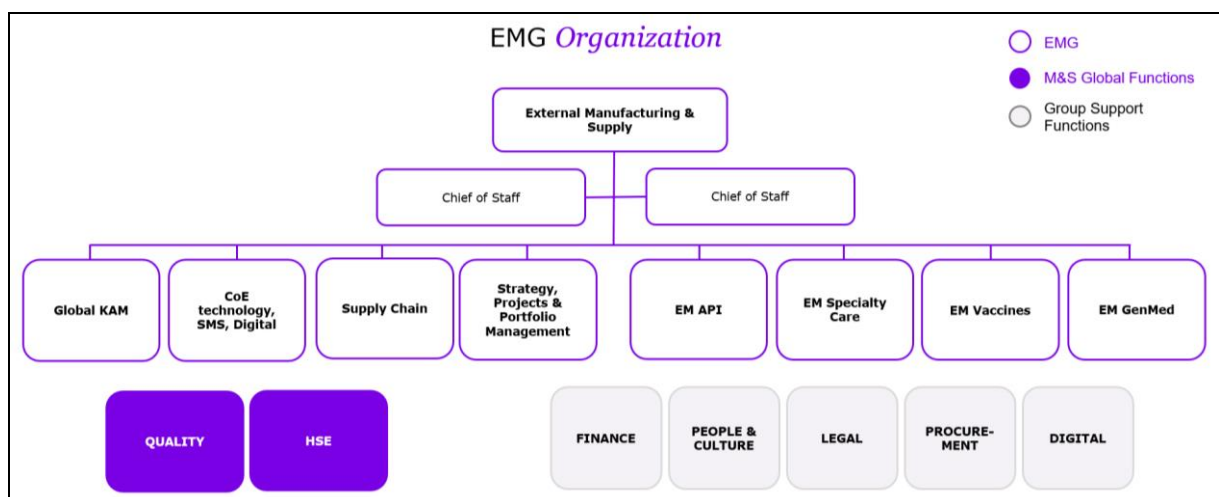 EMG Organization
EMG
M&S Global Functions
Group Support
Functions
External Manufacturing &
Supply
Chief of Staff
Chief of Staff
Global KAM
CoE
technology,
SMS, Digital
Supply Chain
Strategy,
Projects &
Portfolio
Management
EM API
EM Specialty
Care
EM Vaccines
EM GenMed
QUALITY
HSE
FINANCE
PEOPLE &
CULTURE
LEGAL
PROCURE-
MENT
DIGITAL